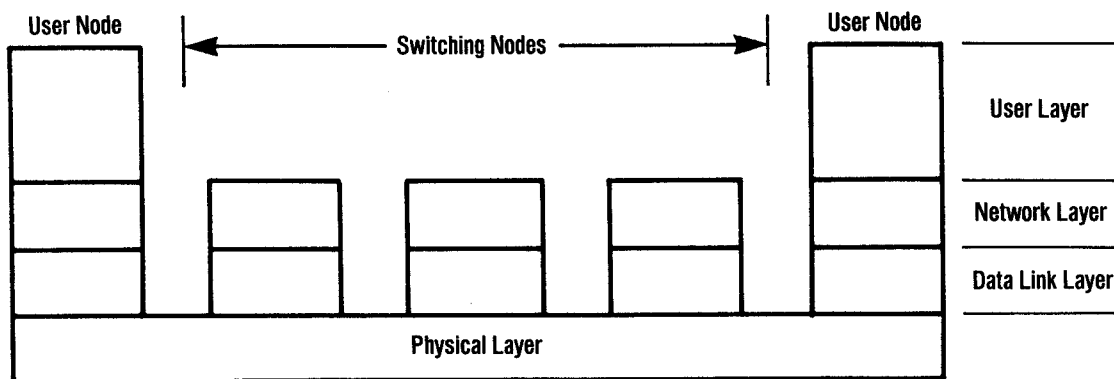 User Node
Switching Nodes
User Node
User Layer
Network Layer
Data Link Layer
Physical Layer